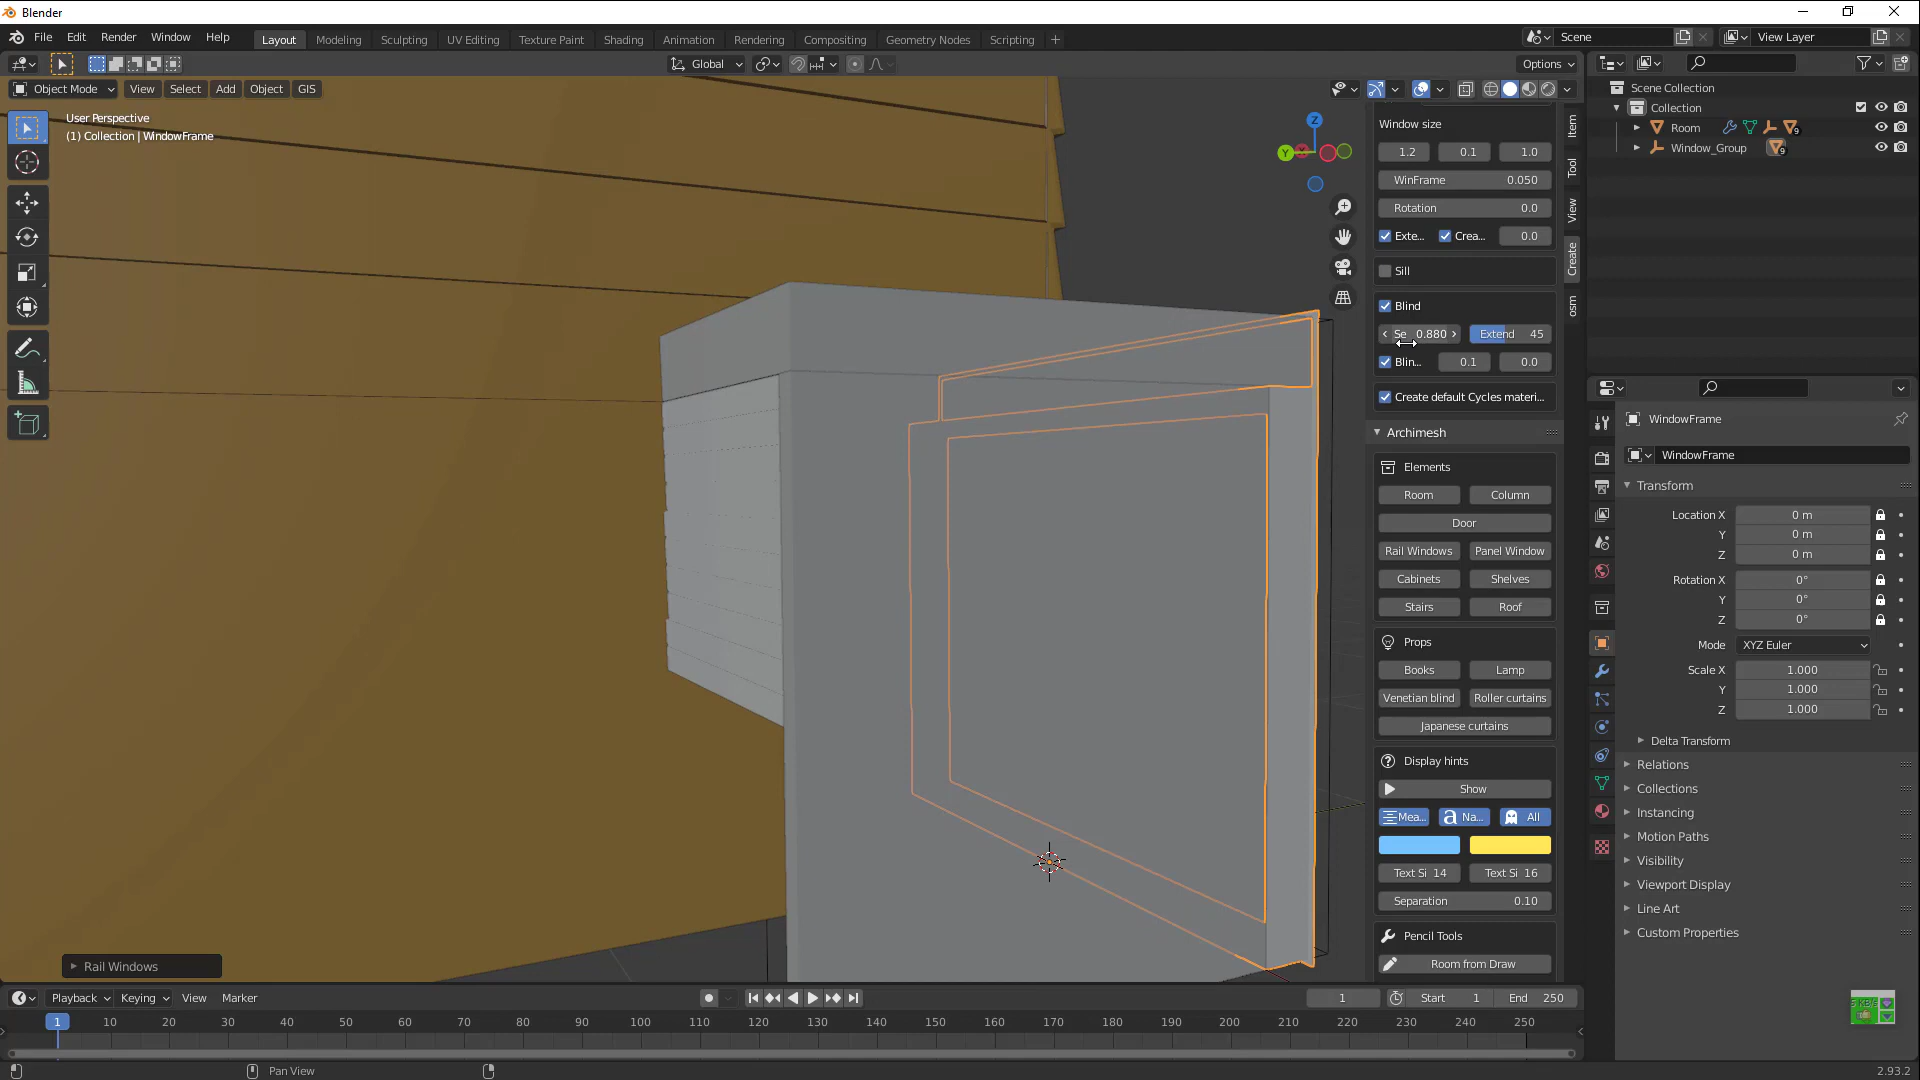 Blender
File Edit Render Window Help
Layout Modeling Sculpting UV Editing Texture Paint Shading Animation Rendering Compositing Geometry Nodes Scripting +
Scene
View Layer
Global
Options
Object Mode View Select Add Object GIS
User Perspective
(1) Collection | WindowFrame
Z
Y
X
Window size
1.2 0.1 1.0
WinFrame 0.050
Rotation 0.0
Exte... Crea... 0.0
Sill
Blind
Se 0.880 Extend 45
Blin... 0.1 0.0
Create default Cycles materi...
Archimesh
Elements
Room Column
Door
Rail Windows Panel Window
Cabinets Shelves
Stairs Roof
Props
Books Lamp
Venetian blind Roller curtains
Japanese curtains
Display hints
Show
Mea... Na... All
Text Si 14 Text Si 16
Separation 0.10
Pencil Tools
Room from Draw
Item
Tool
View
Create
osm
Scene Collection
Collection
Room 9
Window_Group 9
WindowFrame
WindowFrame
Transform
Location X 0 m
Y 0 m
Z 0 m
Rotation X 0°
Y 0°
Z 0°
Mode XYZ Euler
Scale X 1.000
Y 1.000
Z 1.000
Delta Transform
Relations
Collections
Instancing
Motion Paths
Visibility
Viewport Display
Line Art
Custom Properties
Rail Windows
Playback Keying View Marker
1 Start 1 End 250
1 10 20 30 40 50 60 70 80 90 100 110 120 130 140 150 160 170 180 190 200 210 220 230 240 250
Pan View
2.93.2